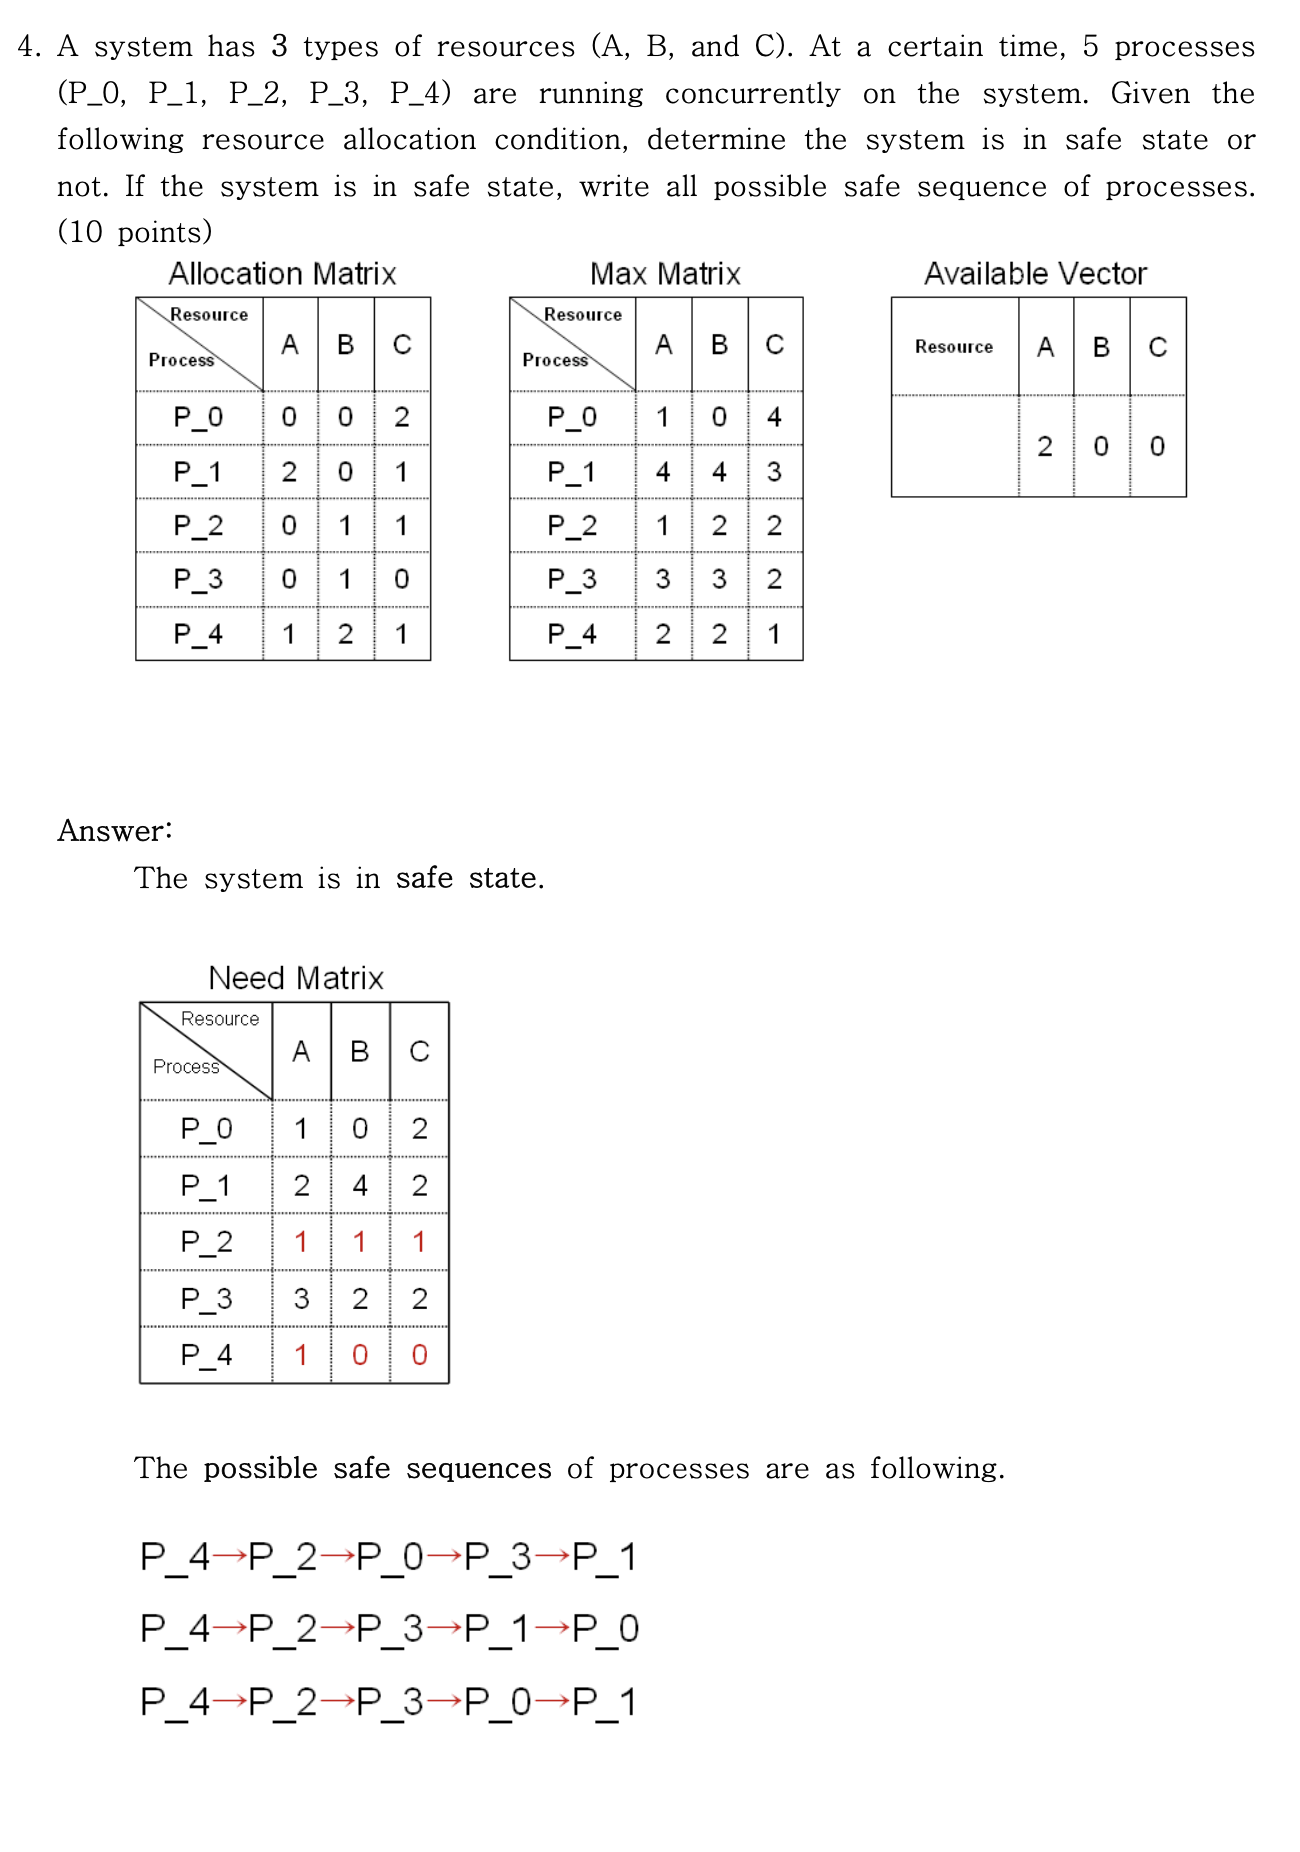 4. A system has 3 types of resources (A, B, and C). At a certain time, 5 processes
(P_0, P_1, P_2, P_3, P_4) are running concurrently on the system. Given the
following resource allocation condition, determine the system is in safe state or
not. If the system is in safe state, write all possible safe sequence of processes.
(10 points)
Allocation Matrix
Resource
Process
A B C
P_0 0 0 2
P_1 2 0 1
P_2 0 1 1
P_3 0 1 0
P_4 1 2 1
Max Matrix
Resource
Process
A B C
P_0 1 0 4
P_1 4 4 3
P_2 1 2 2
P_3 3 3 2
P_4 2 2 1
Available Vector
Resource A B C
2 0 0
Answer:
The system is in safe state.
Need Matrix
Resource
Process
A B C
P_0 1 0 2
P_1 2 4 2
P_2 1 1 1
P_3 3 2 2
P_4 1 0 0
The possible safe sequences of processes are as following.
P_4→P_2→P_0→P_3→P_1
P_4→P_2→P_3→P_1→P_0
P_4→P_2→P_3→P_0→P_1